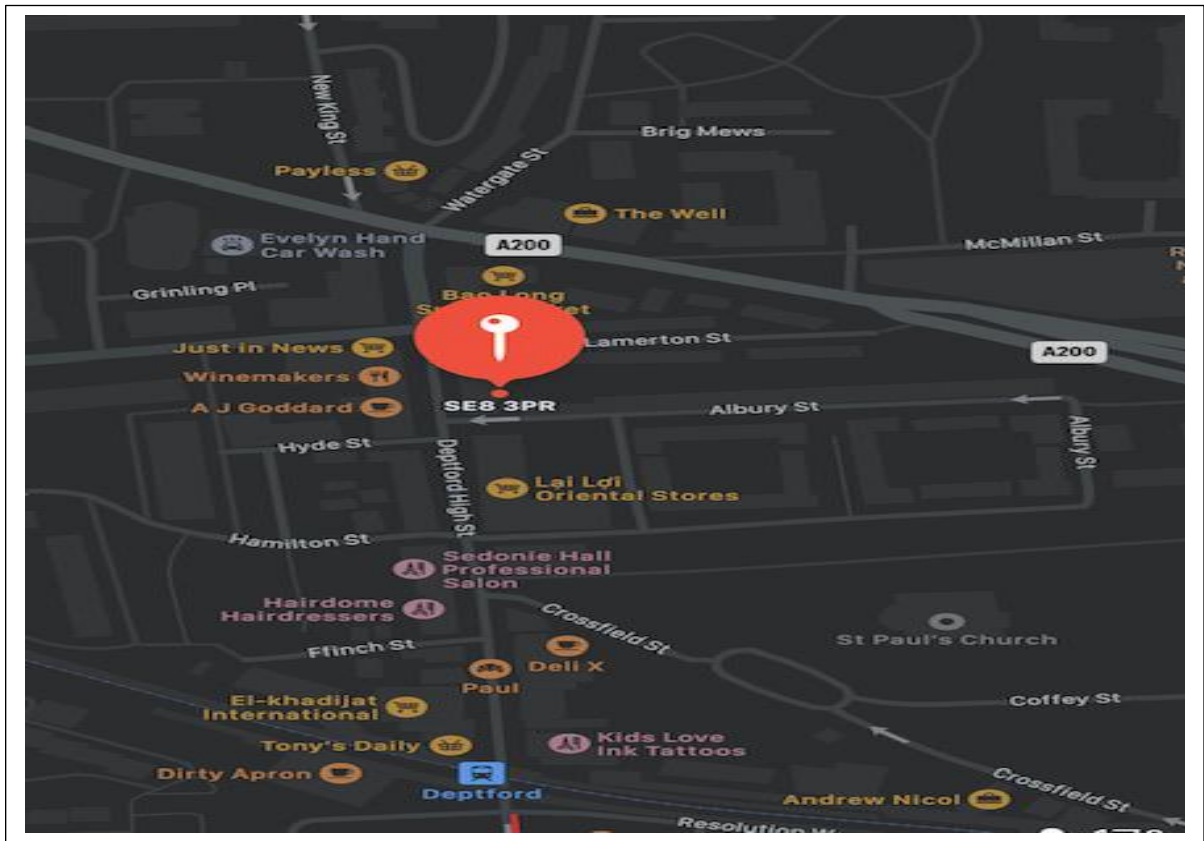 New King St
Brig Mews
Payless
Watergate St
The Well
Evelyn Hand
Car Wash
A200
McMillan St
Grinling Pl
Just in News
Lamerton St
A200
Winemakers
A J Goddard
SE8 3PR
Albury St
Albury St
Hyde St
Deptford High St
Lại Lợi
Oriental Stores
Hamilton St
Sedonie Hall
Professional
Salon
Hairdome
Hairdressers
Crossfield St
St Paul's Church
Ffinch St
Deli X
Paul
El-khadijat
International
Coffey St
Tony's Daily
Kids Love
Ink Tattoos
Dirty Apron
Deptford
Crossfield St
Andrew Nicol
Resolution